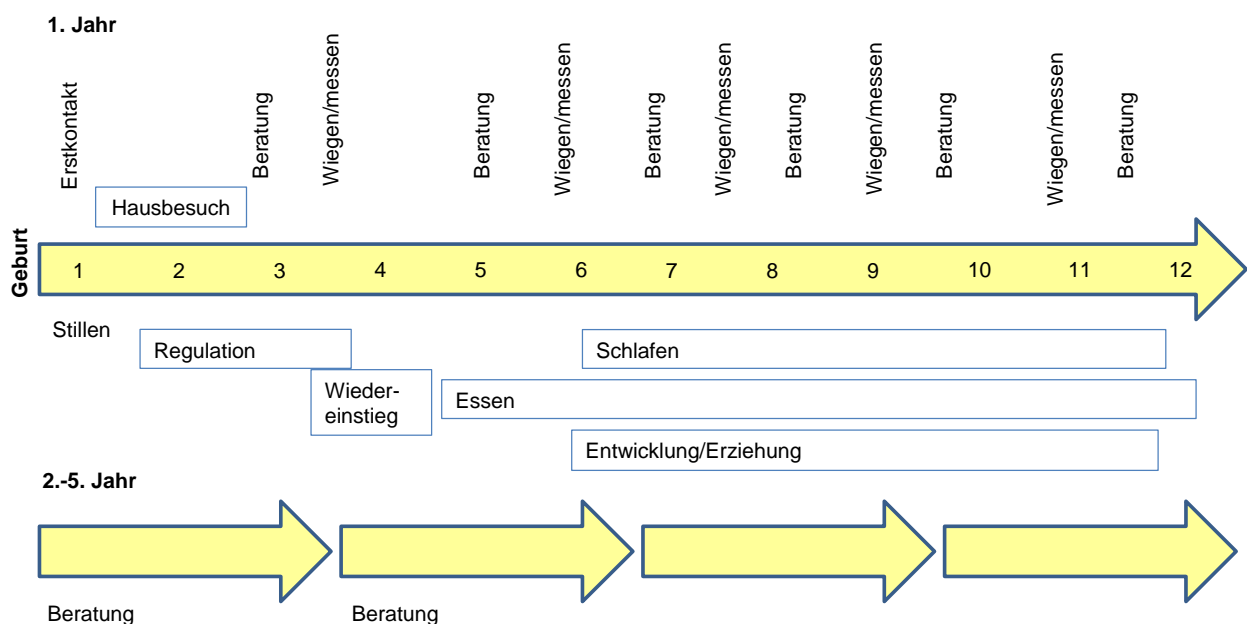 1. Jahr
Erstkontakt
Beratung
Wiegen/messen
Beratung
Wiegen/messen
Beratung
Wiegen/messen
Beratung
Wiegen/messen
Beratung
Wiegen/messen
Beratung
Hausbesuch
Geburt
1 2 3 4 5 6 7 8 9 10 11 12
Stillen
Regulation
Schlafen
Wieder-
einstieg
Essen
Entwicklung/Erziehung
2.-5. Jahr
Beratung
Beratung